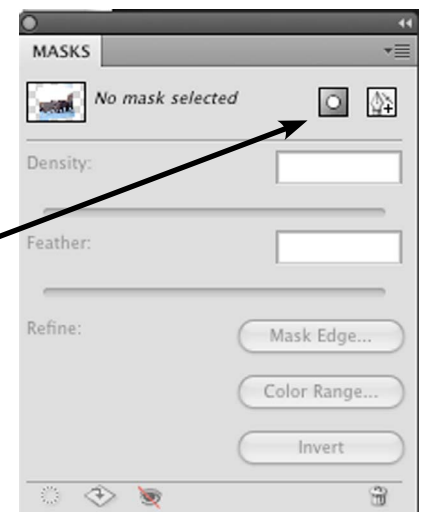 MASKS
No mask selected
Density:
Feather:
Refine:
Mask Edge...
Color Range...
Invert